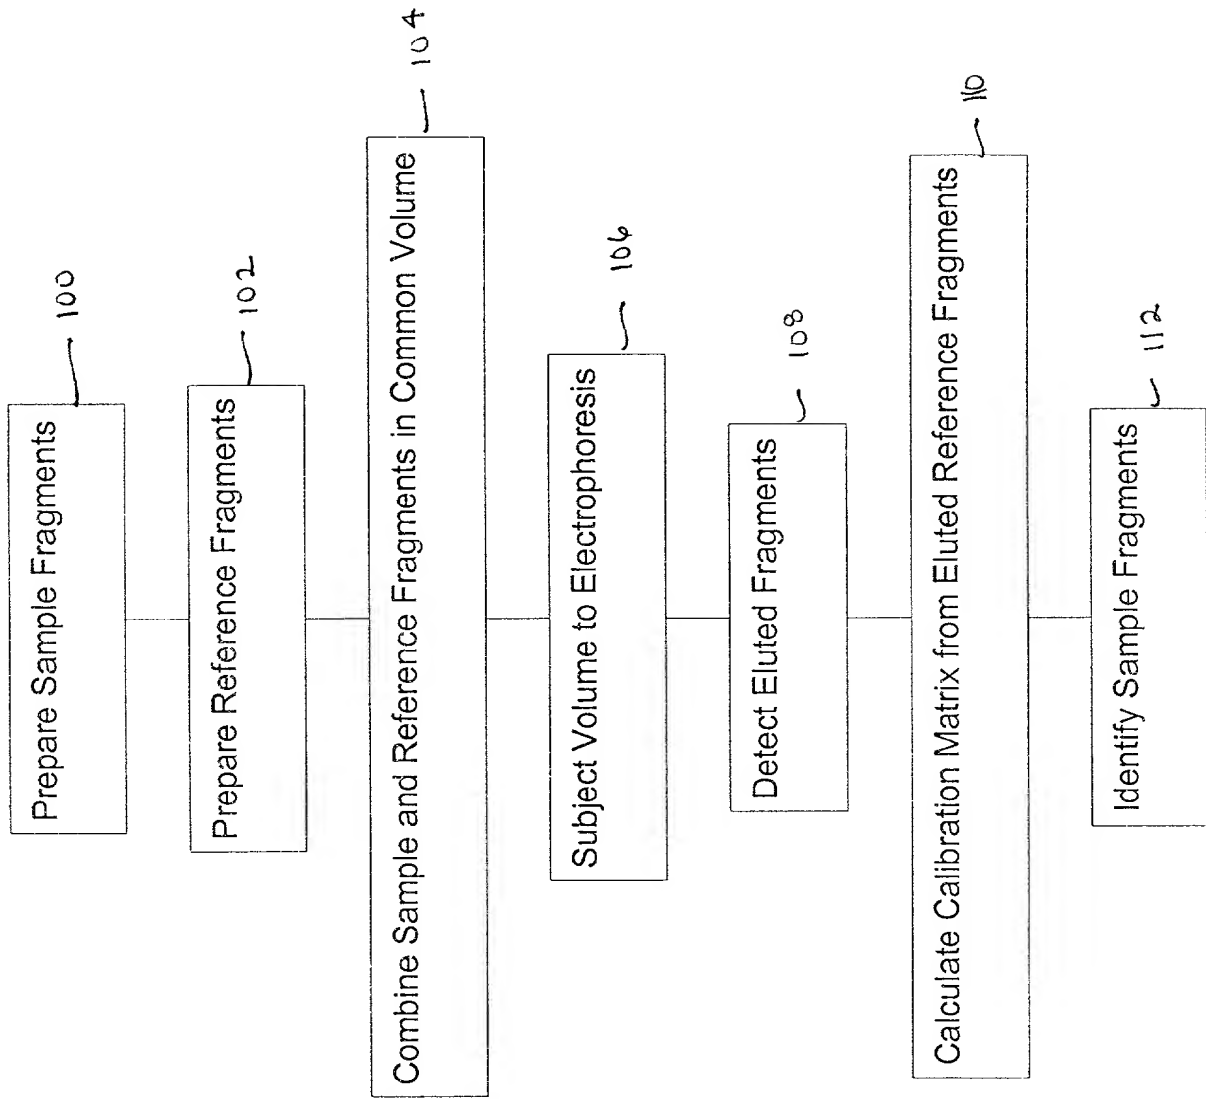 Prepare Sample Fragments
100
Prepare Reference Fragments
102
Combine Sample and Reference Fragments in Common Volume
104
Subject Volume to Electrophoresis
106
Detect Eluted Fragments
108
Calculate Calibration Matrix from Eluted Reference Fragments
110
Identify Sample Fragments
112